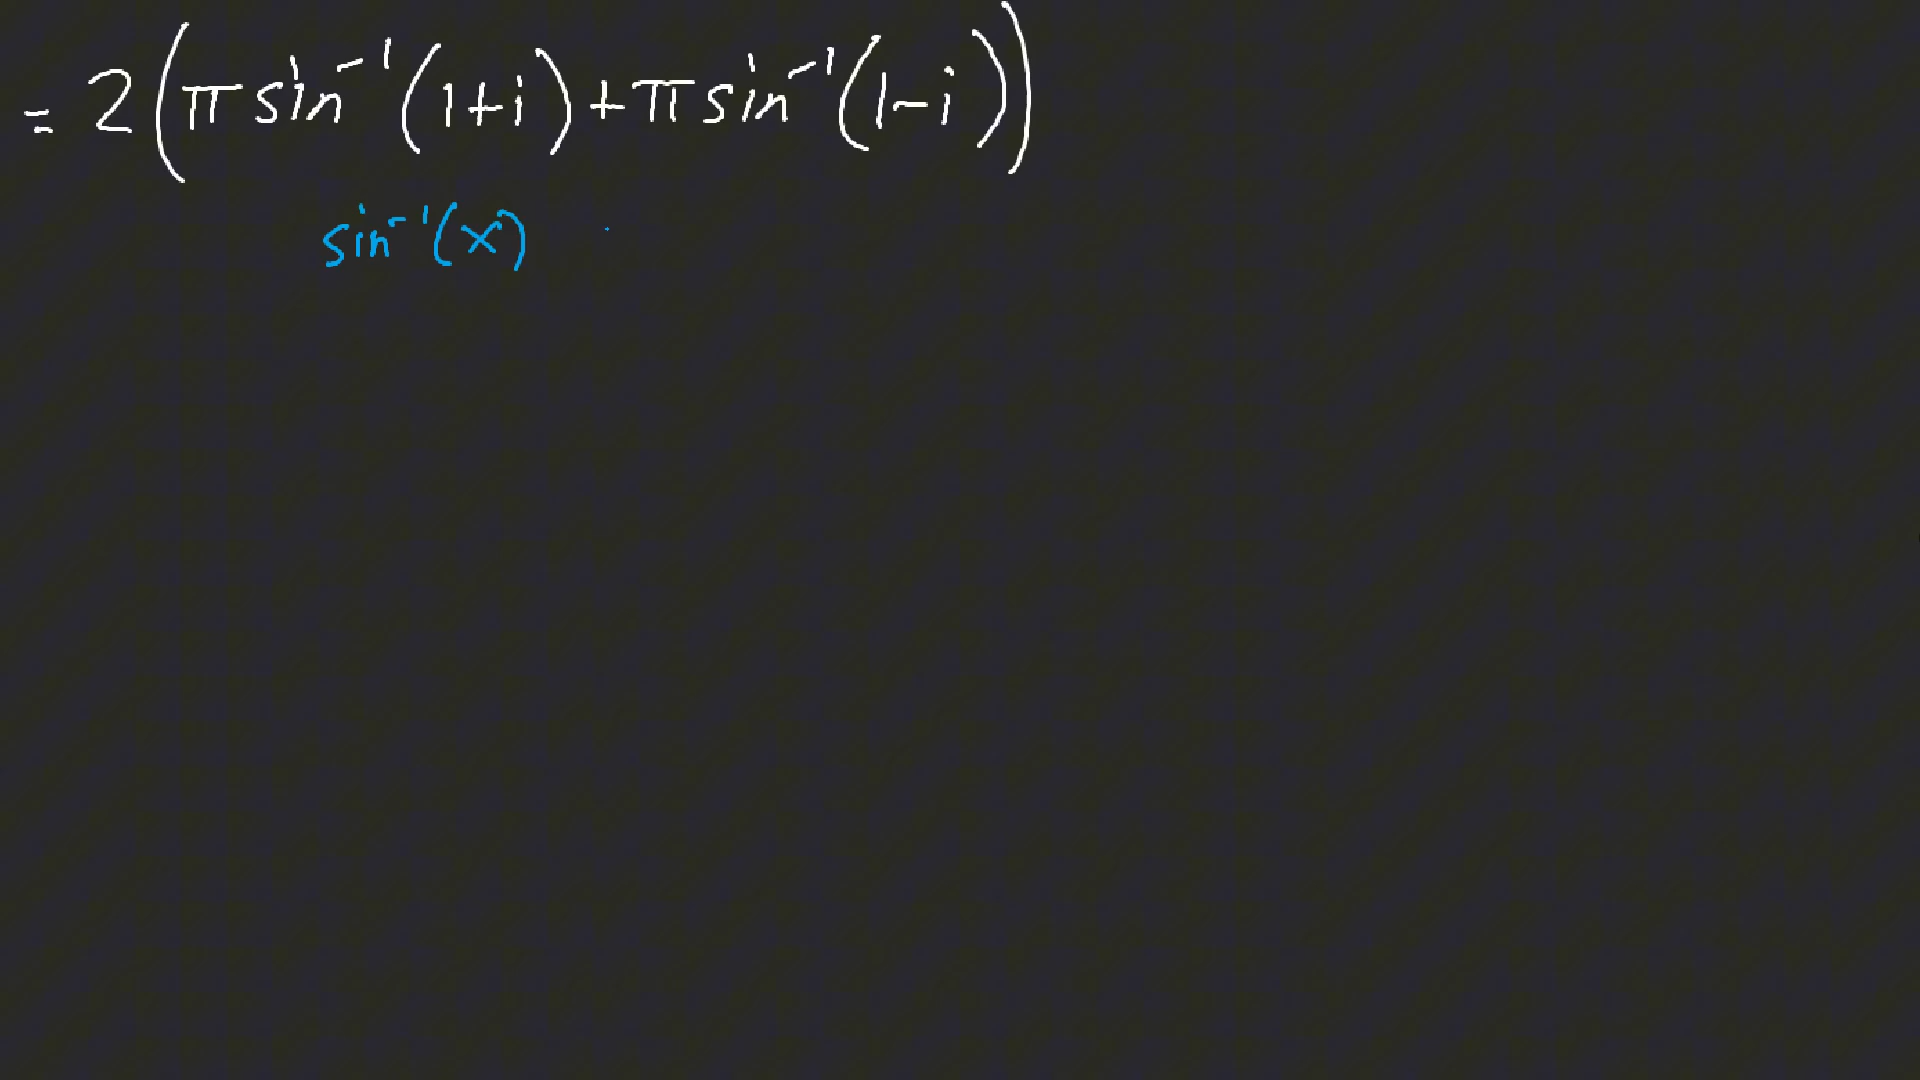 = 2(π sin⁻¹(1+i) + π sin⁻¹(1-i))
sin⁻¹(x)